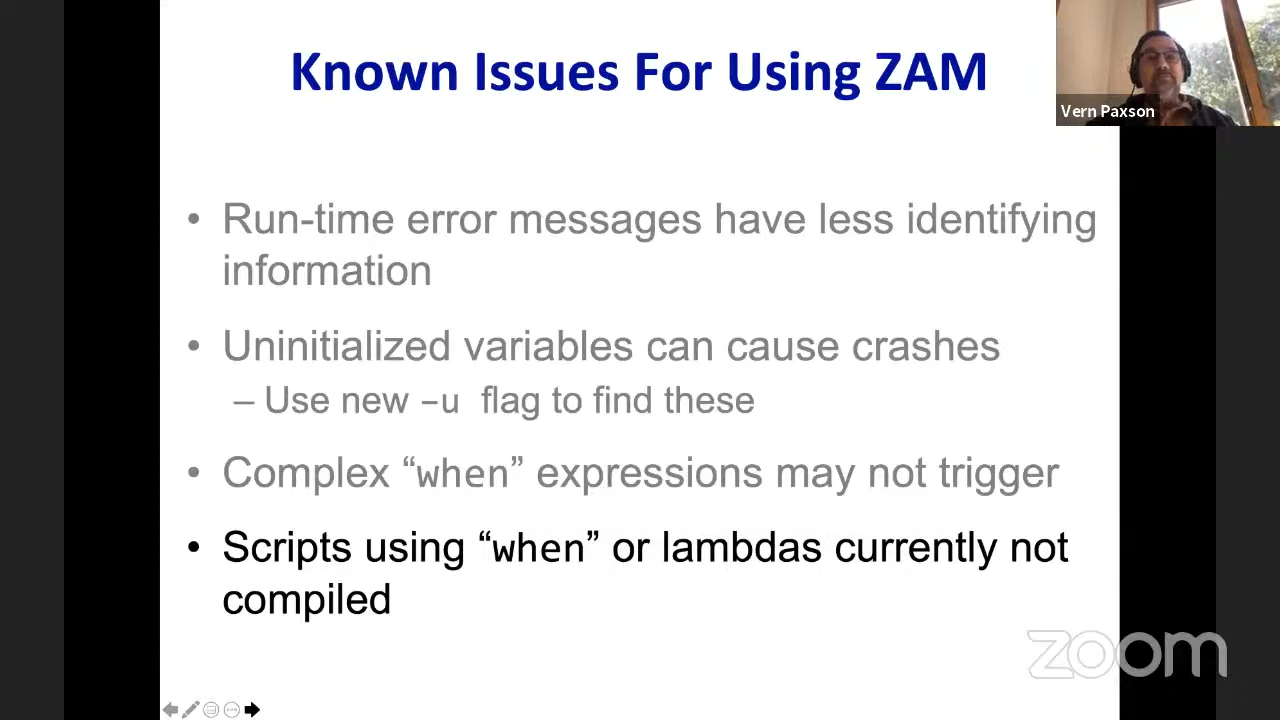 Known Issues For Using ZAM
Vern Paxson
• Run-time error messages have less identifying
information
• Uninitialized variables can cause crashes
– Use new –u flag to find these
• Complex “when” expressions may not trigger
• Scripts using “when” or lambdas currently not
compiled
zoom